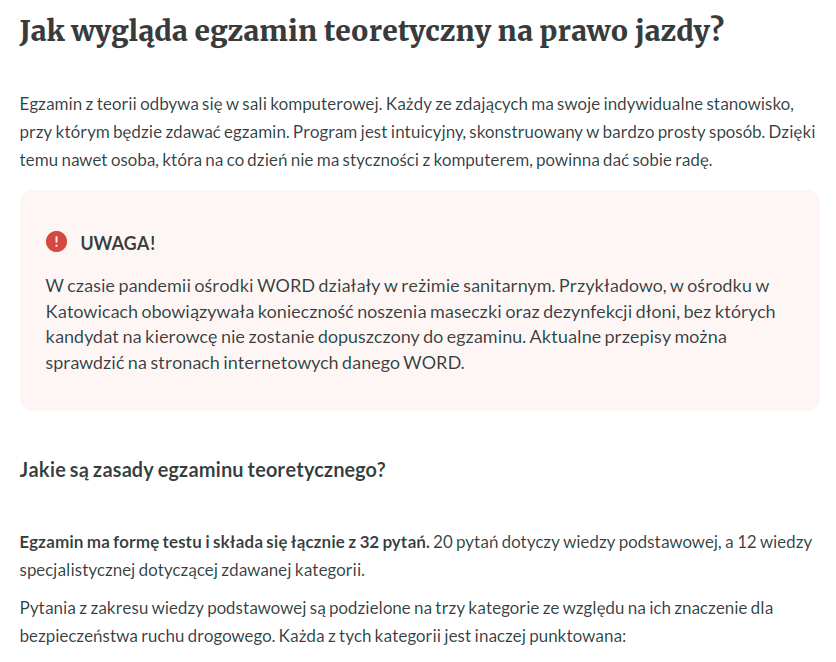 Jak wygląda egzamin teoretyczny na prawo jazdy?
Egzamin z teorii odbywa się w sali komputerowej. Każdy ze zdających ma swoje indywidualne stanowisko,
przy którym będzie zdawać egzamin. Program jest intuicyjny, skonstruowany w bardzo prosty sposób. Dzięki
temu nawet osoba, która na co dzień nie ma styczności z komputerem, powinna dać sobie radę.
UWAGA!
W czasie pandemii ośrodki WORD działały w reżimie sanitarnym. Przykładowo, w ośrodku w
Katowicach obowiązywała konieczność noszenia maseczki oraz dezynfekcji dłoni, bez których
kandydat na kierowcę nie zostanie dopuszczony do egzaminu. Aktualne przepisy można
sprawdzić na stronach internetowych danego WORD.
Jakie są zasady egzaminu teoretycznego?
Egzamin ma formę testu i składa się łącznie z 32 pytań. 20 pytań dotyczy wiedzy podstawowej, a 12 wiedzy
specjalistycznej dotyczącej zdawanej kategorii.
Pytania z zakresu wiedzy podstawowej są podzielone na trzy kategorie ze względu na ich znaczenie dla
bezpieczeństwa ruchu drogowego. Każda z tych kategorii jest inaczej punktowana: